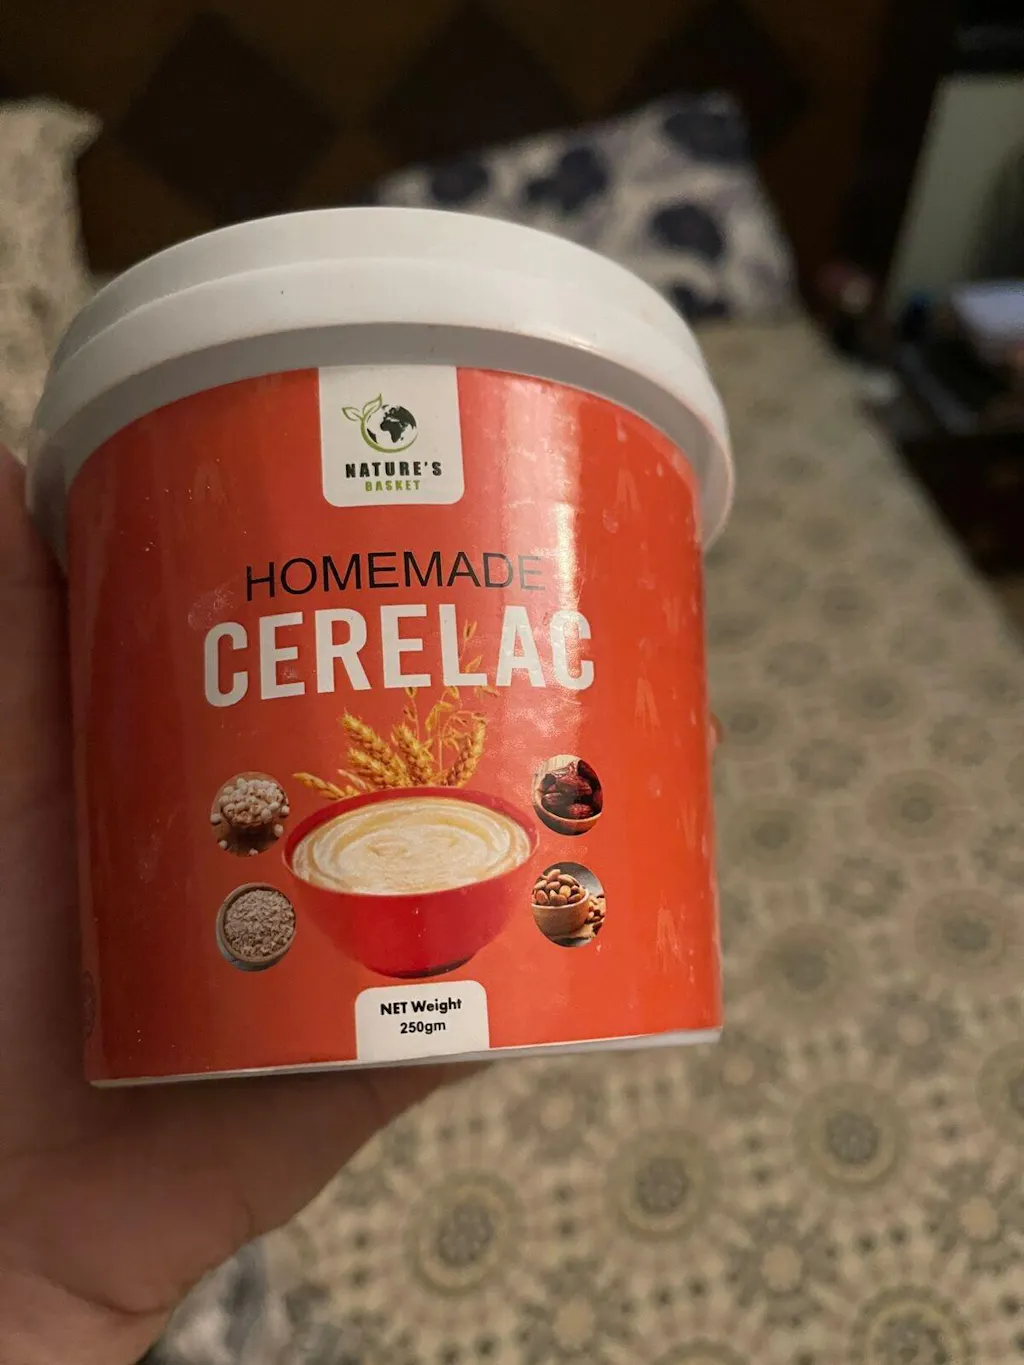 NATURE'S
BASKET
HOMEMADE
CERELAC
NET Weight
250gm